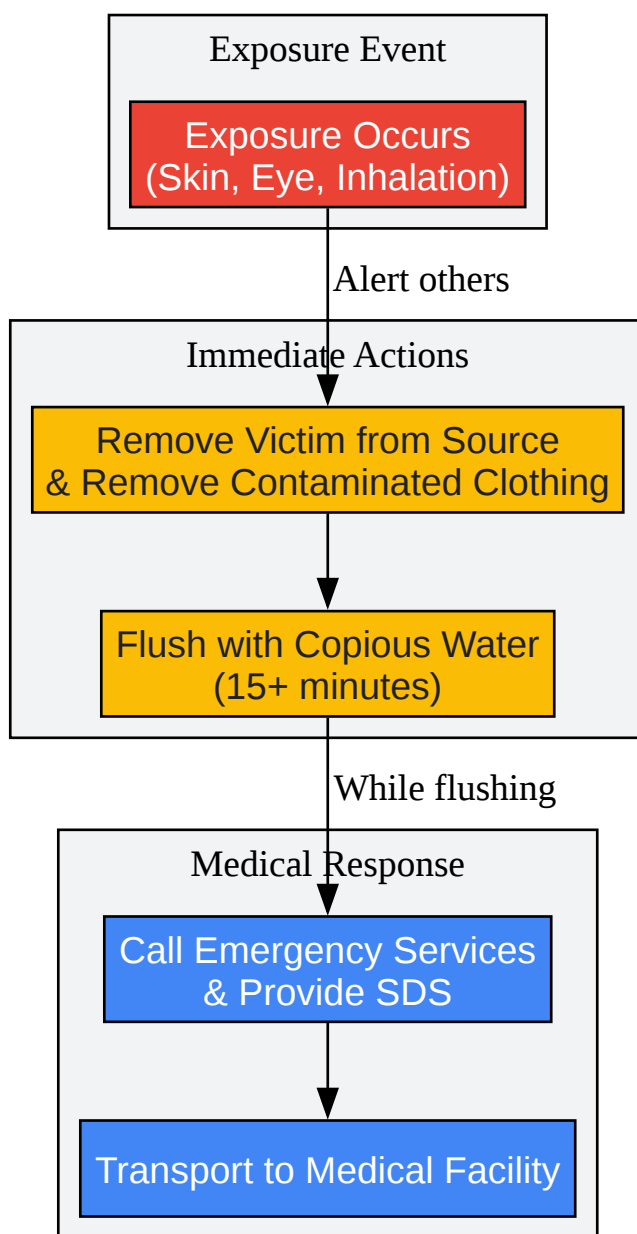 Exposure Event
Exposure Occurs
(Skin, Eye, Inhalation)
Alert others
Immediate Actions
Remove Victim from Source
& Remove Contaminated Clothing
Flush with Copious Water
(15+ minutes)
While flushing
Medical Response
Call Emergency Services
& Provide SDS
Transport to Medical Facility